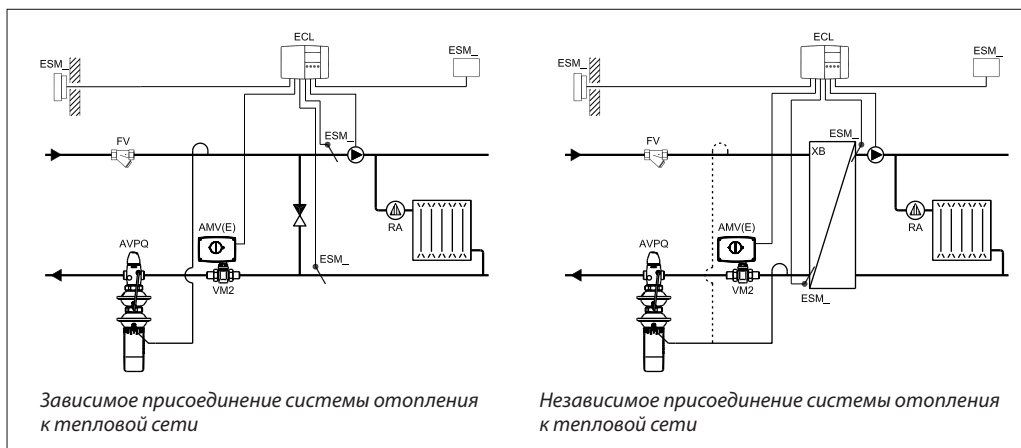 ECL
ESM_
ESM_
FV
ESM_
AMV(E)
RA
AVPQ
ESM_
VM2
Зависимое присоединение системы отопления
к тепловой сети
ECL
ESM_
ESM_
FV
ESM_
XB
AMV(E)
RA
AVPQ
VM2
ESM_
Независимое присоединение системы отопления
к тепловой сети